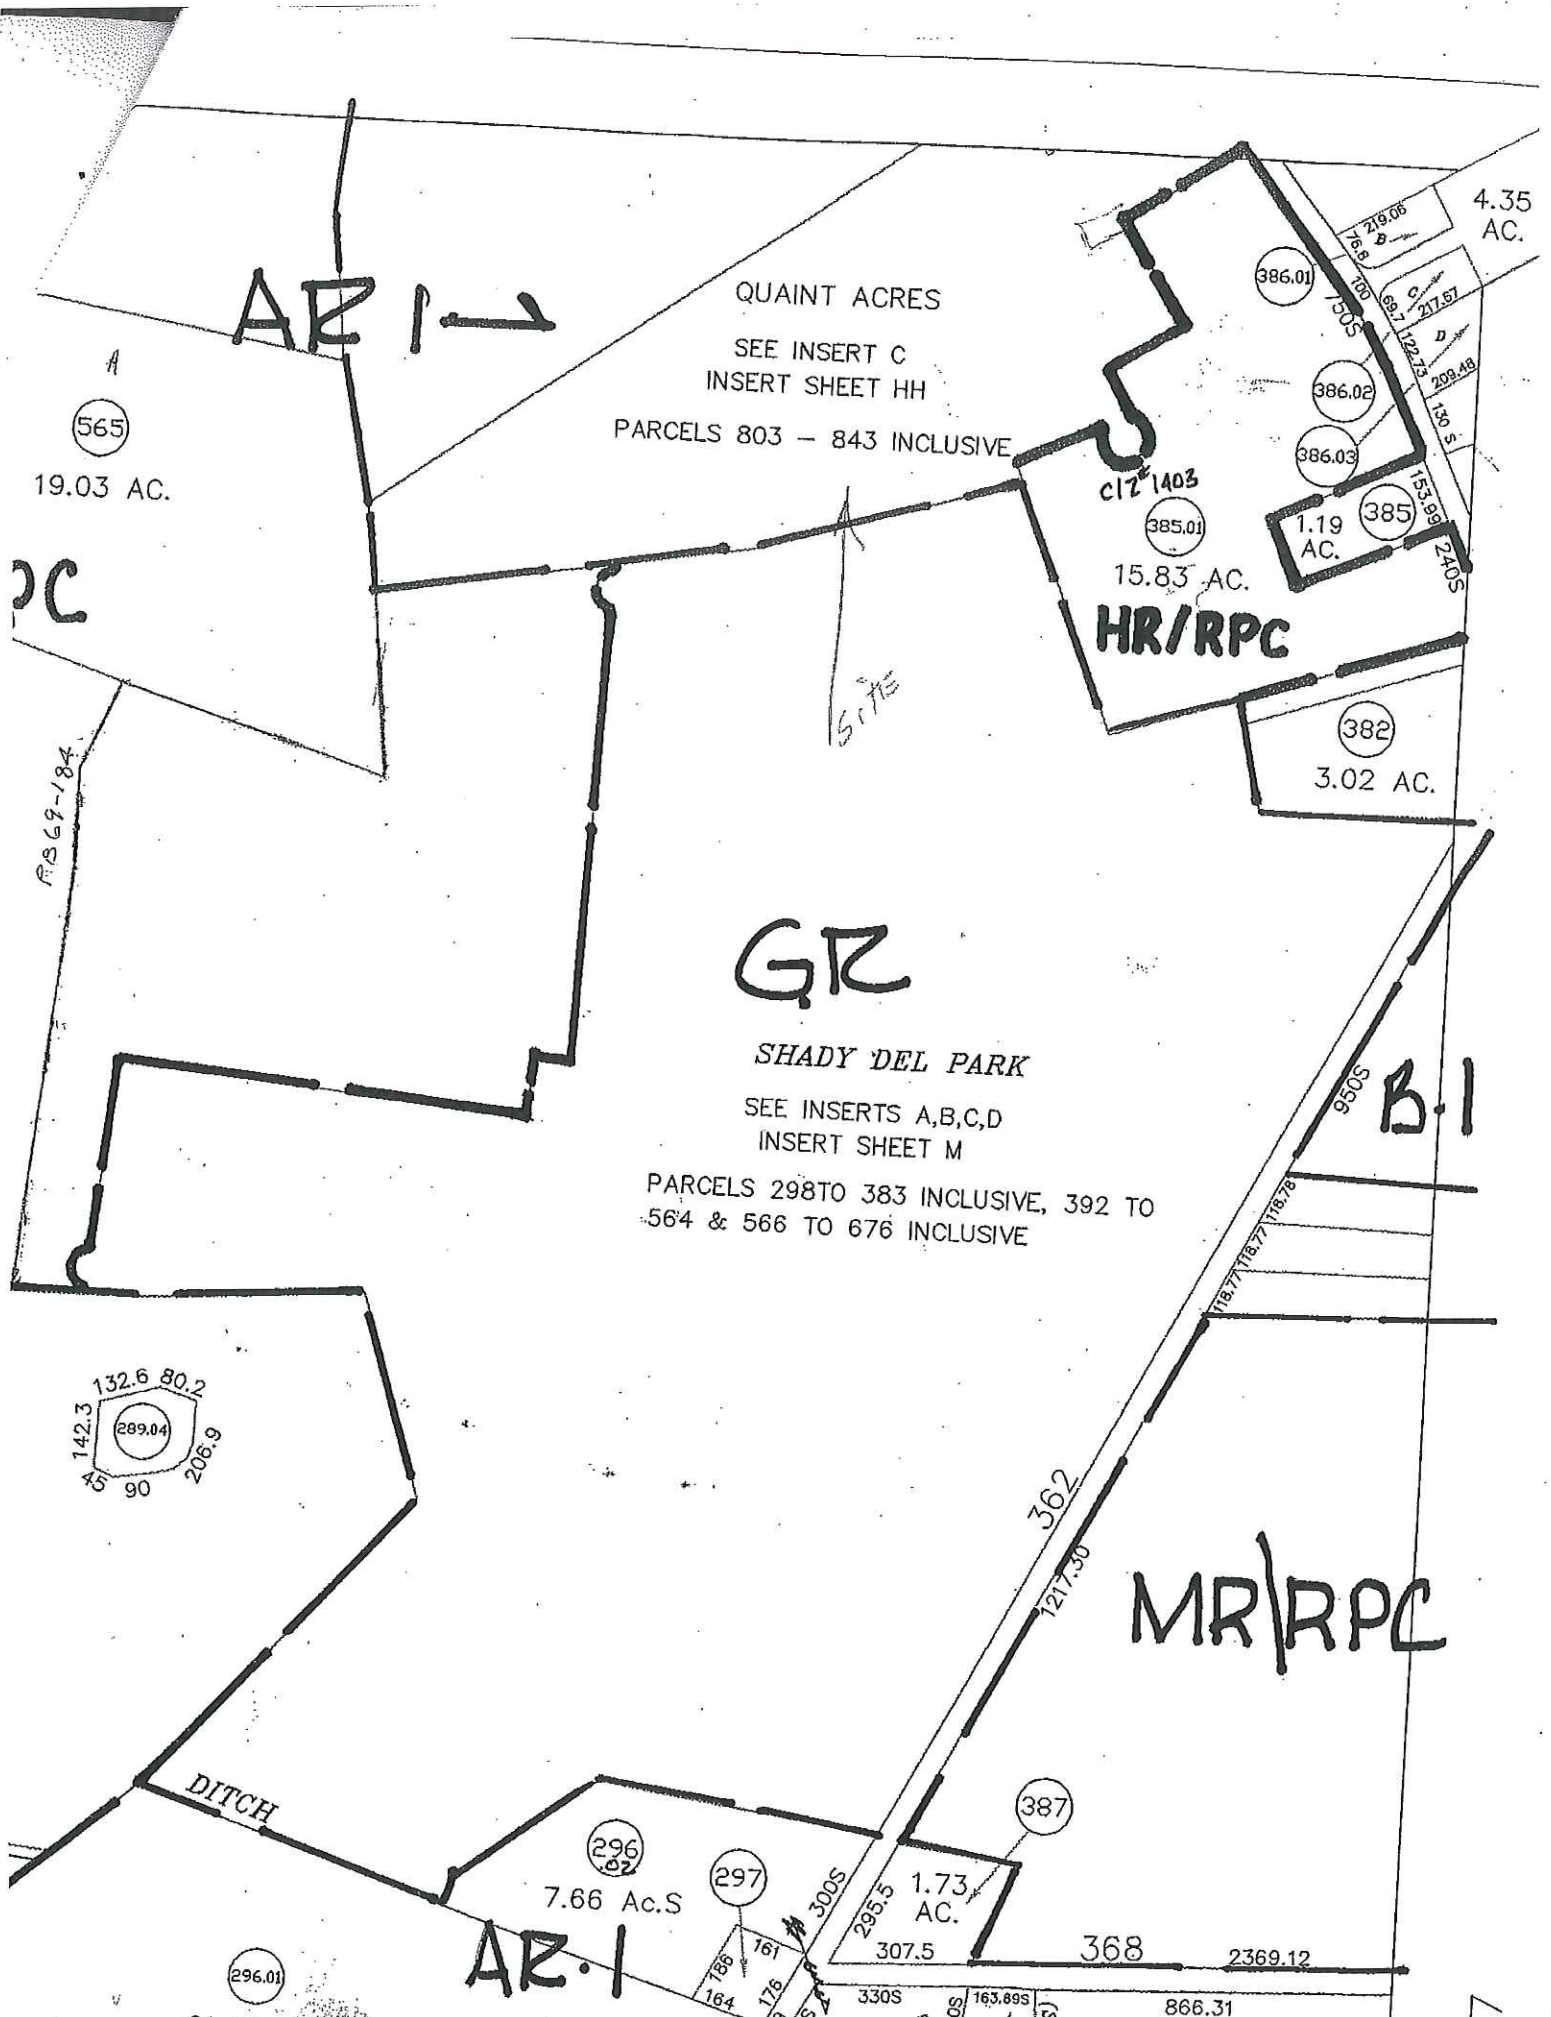 219.06
B
76.8
4.35
AC.
386.01
100
750S
69.7
C
217.67
QUAINT ACRES
AR 1
SEE INSERT C
INSERT SHEET HH
122.73
D
209.48
A
386.02
130 S
565
PARCELS 803 - 843 INCLUSIVE
386.03
19.03 AC.
C/Z # 1403
153.99
385.01
1.19
AC.
385
240S
15.83 AC.
PC
HR/RPC
SITE
382
3.02 AC.
PB69-184
GR
SHADY DEL PARK
950S
B-1
SEE INSERTS A,B,C,D
INSERT SHEET M
PARCELS 298TO 383 INCLUSIVE, 392 TO
564 & 566 TO 676 INCLUSIVE
118.78
118.77
118.77
132.6 80.2
142.3
289.04
206.9
45
90
362
1217.30
MR/RPC
DITCH
387
296
.02
7.66 Ac.S
297
300S
295.5
1.73
AC.
AR-1
161
186
307.5
368
2369.12
296.01
164
176
330S
163.89S
866.31